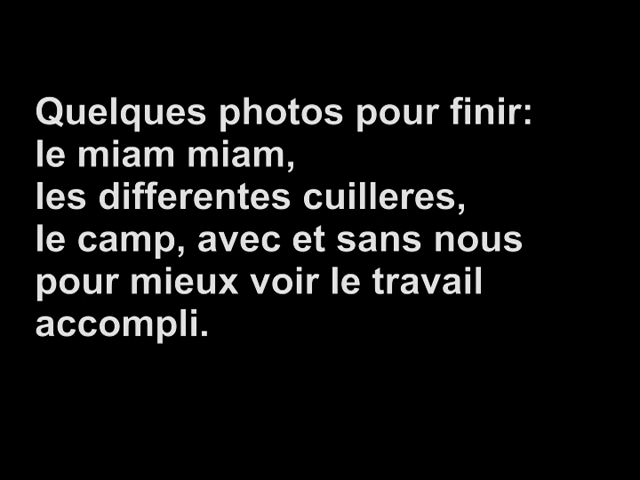 Quelques photos pour finir:
le miam miam,
les differentes cuilleres,
le camp, avec et sans nous
pour mieux voir le travail
accompli.